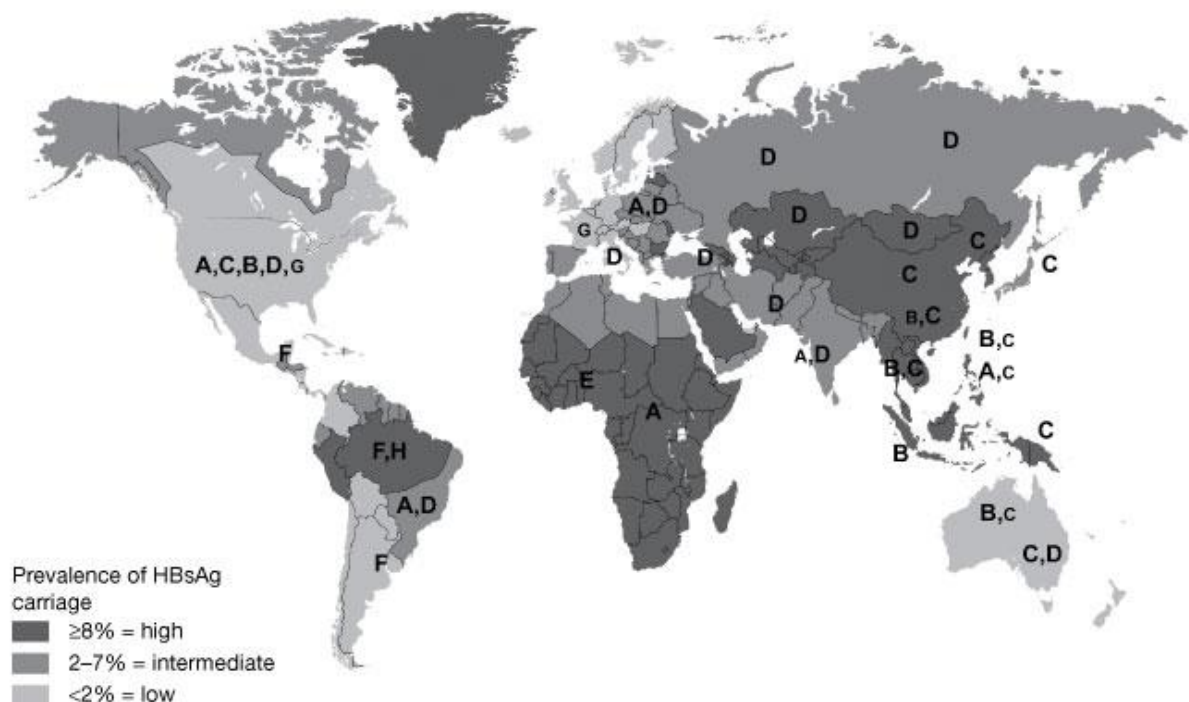 D
D
A,D
D
G
D
D
D
C
A,C,B,D,G
C
C
D
B,C
B,C
F
A,D
B,C
A,C
E
A
F,H
C
B
A,D
B,C
C,D
F
Prevalence of HBsAg
carriage
≥8% = high
2–7% = intermediate
<2% = low